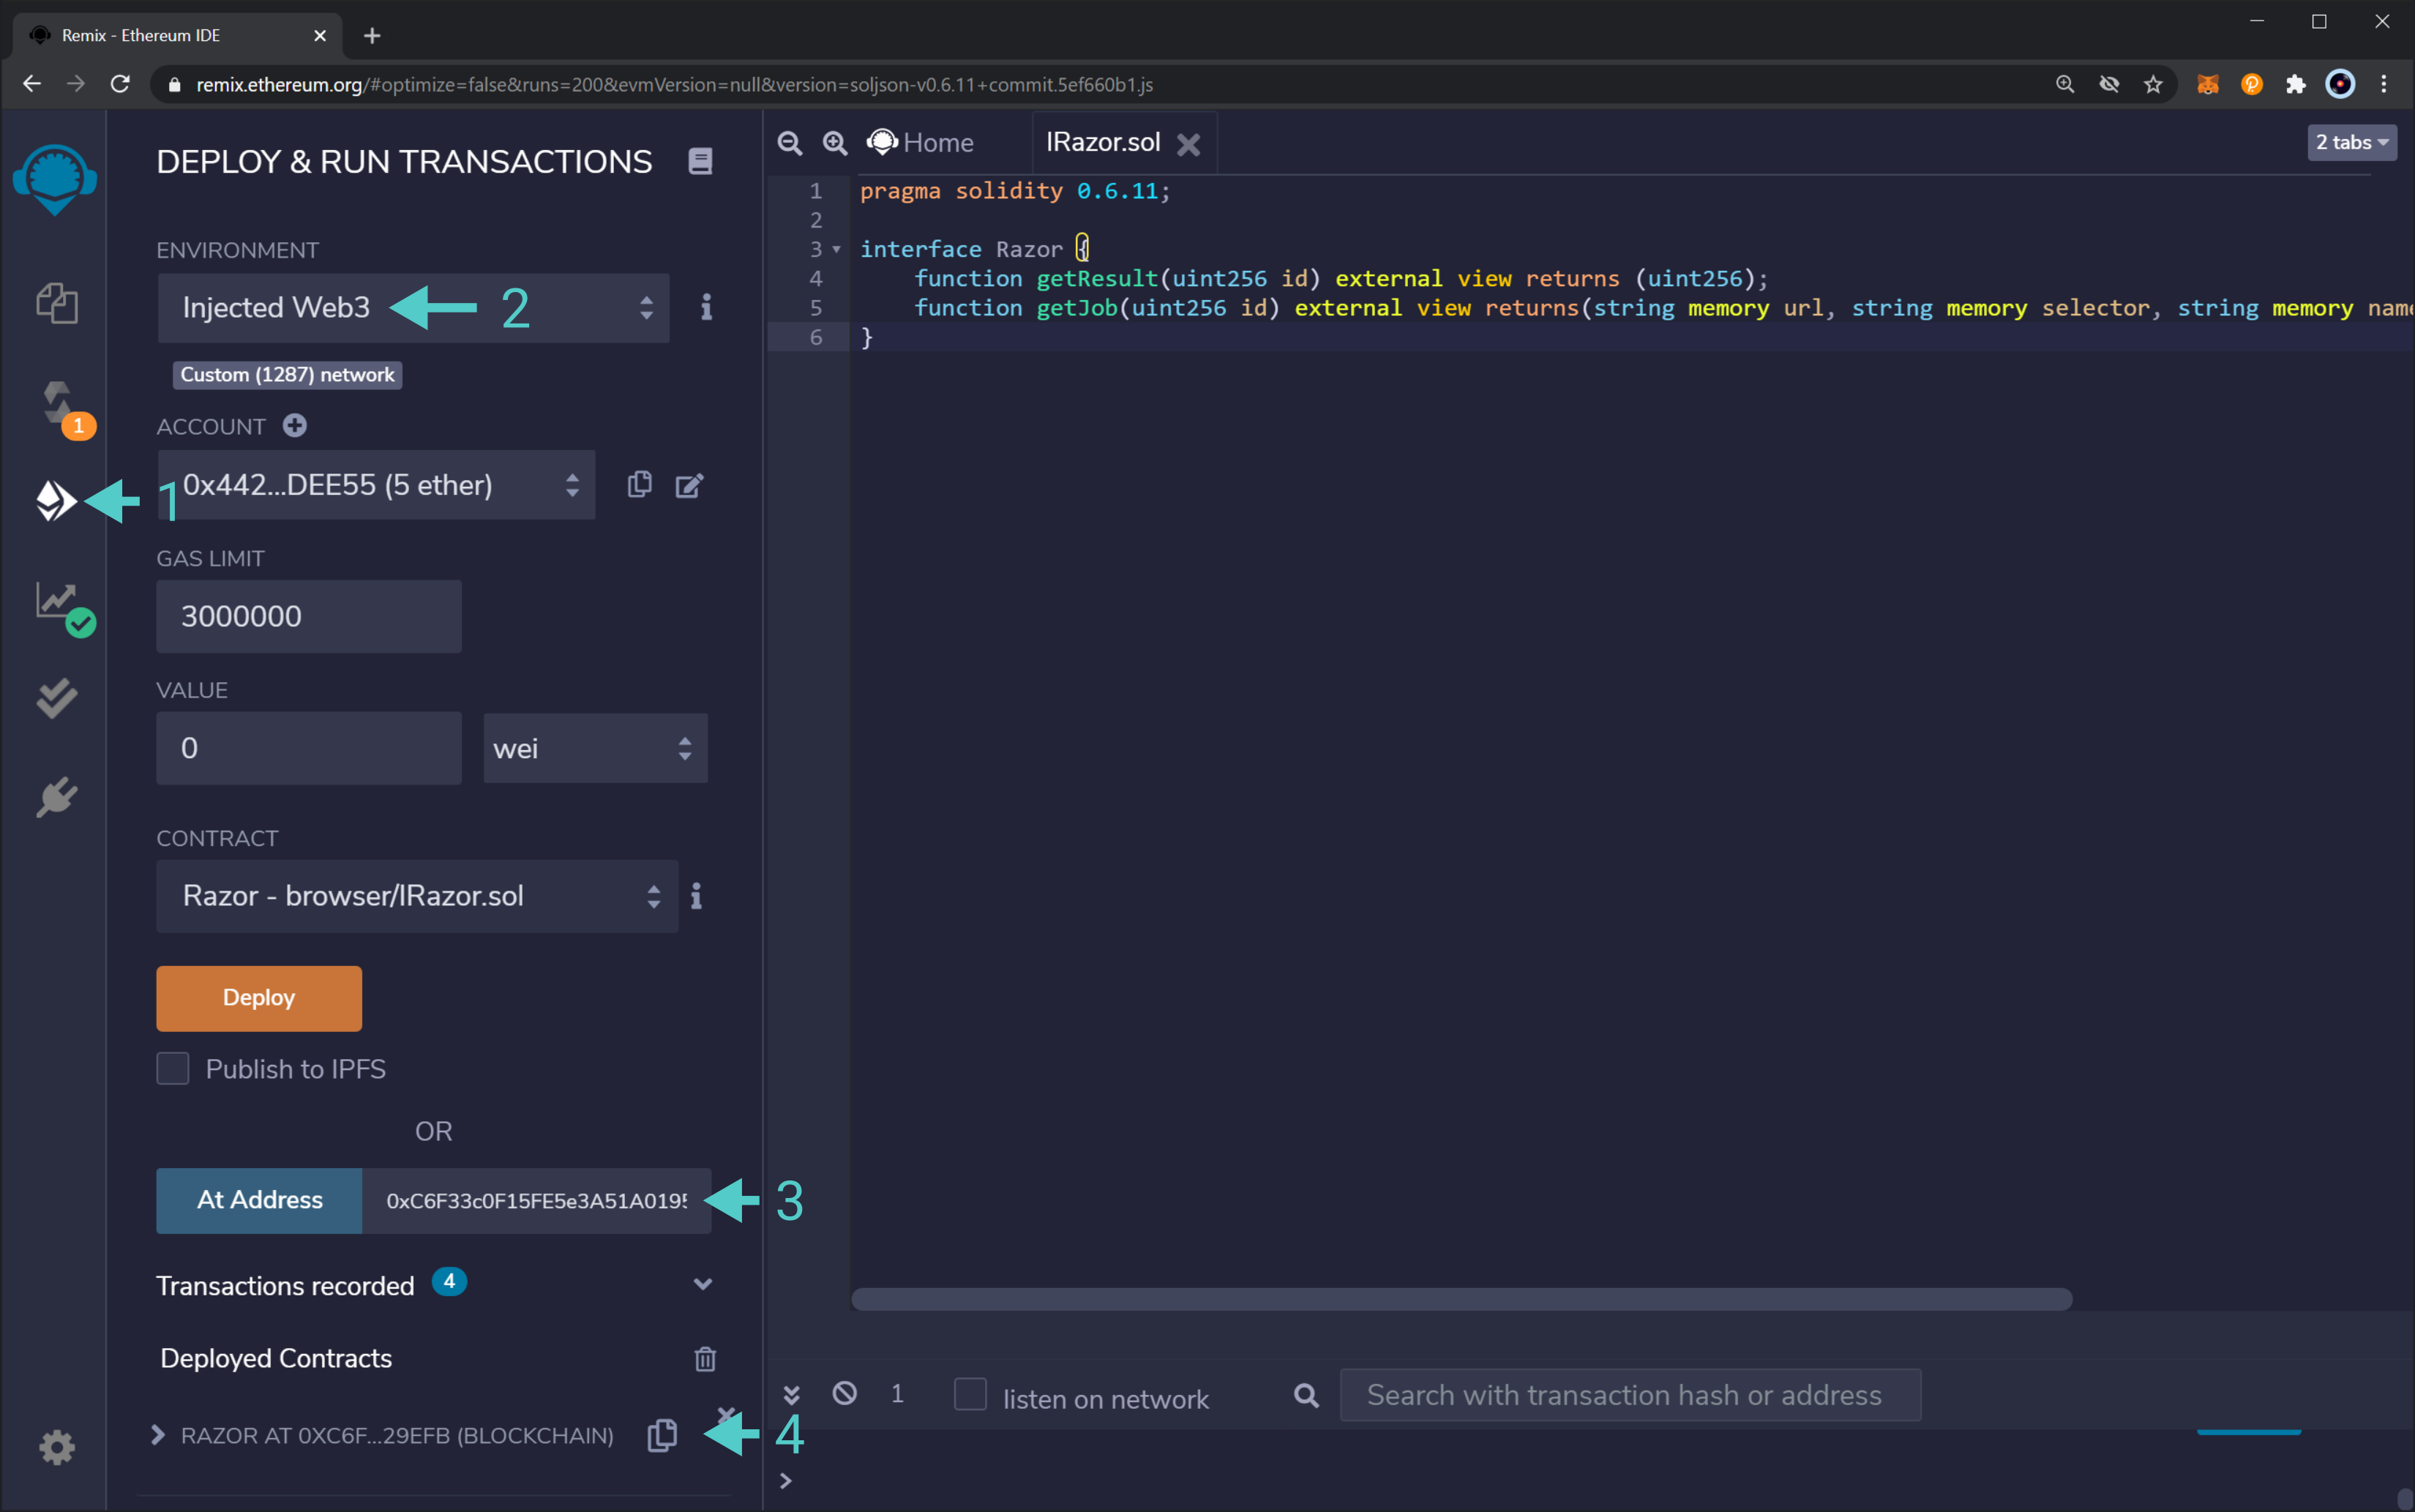 Remix - Ethereum IDE
remix.ethereum.org/#optimize=false&runs=200&evmVersion=null&version=soljson-v0.6.11+commit.5ef660b1.js
DEPLOY & RUN TRANSACTIONS
ENVIRONMENT
Injected Web3
2
Custom (1287) network
ACCOUNT
1
0x442...DEE55 (5 ether)
1
GAS LIMIT
3000000
VALUE
0
wei
CONTRACT
Razor - browser/IRazor.sol
Deploy
Publish to IPFS
OR
At Address
0xC6F33c0F15FE5e3A51A019
3
Transactions recorded 4
Deployed Contracts
RAZOR AT 0XC6F...29EFB (BLOCKCHAIN)
4
Home
IRazor.sol
2 tabs
1 pragma solidity 0.6.11;
2
3 interface Razor {
4 function getResult(uint256 id) external view returns (uint256);
5 function getJob(uint256 id) external view returns(string memory url, string memory selector, string memory
6 }
1
listen on network
Search with transaction hash or address
>